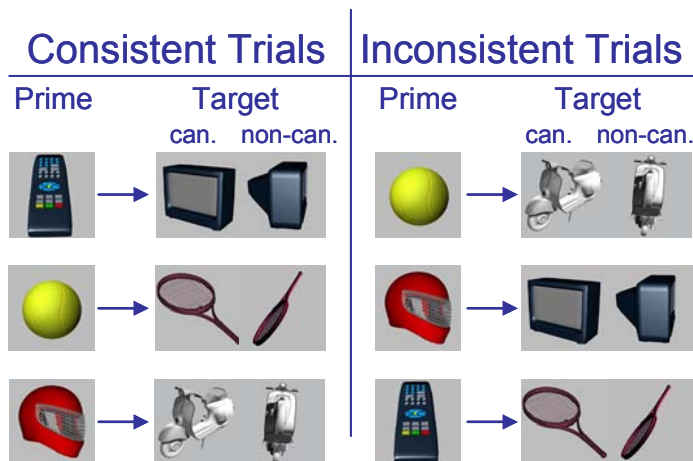 Consistent Trials
Inconsistent Trials
Prime Target
can. non-can.
Prime Target
can. non-can.